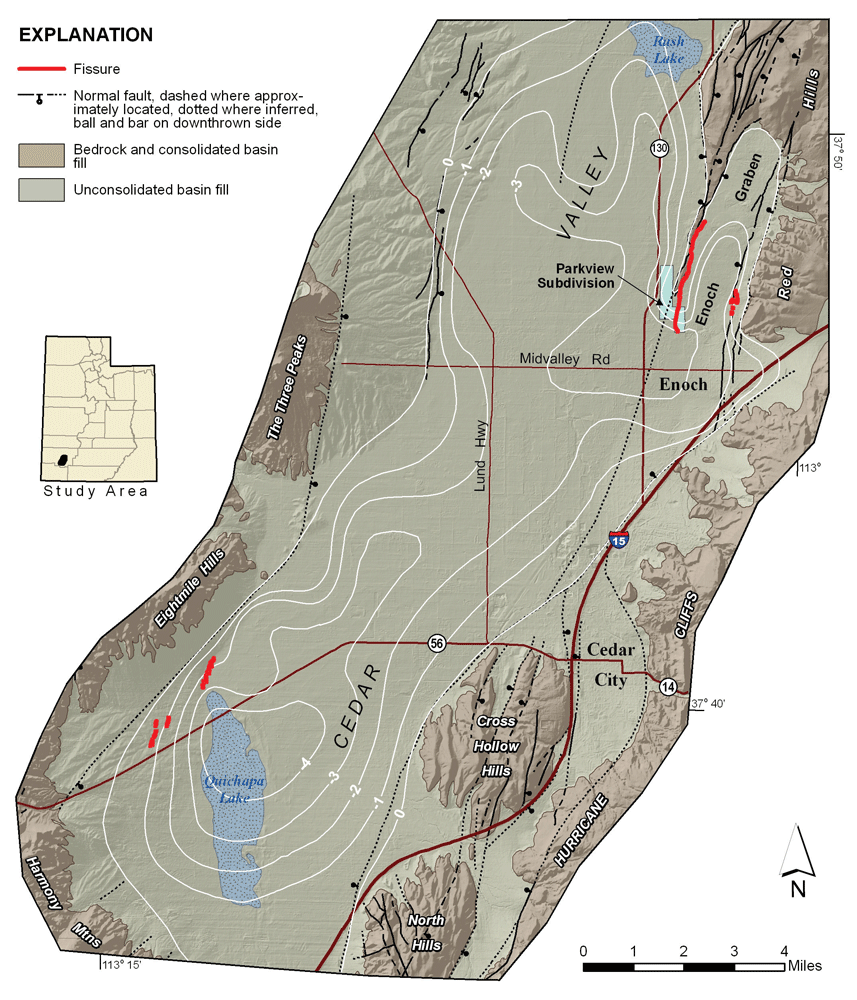 EXPLANATION
Fissure
Normal fault, dashed where approx-
imately located, dotted where inferred,
ball and bar on downthrown side
Bedrock and consolidated basin
fill
Unconsolidated basin fill
Study Area
Rush
Lake
Hills
37° 50'
130
0
-1
-2
-3
VALLEY
Graben
Parkview
Subdivision
Enoch
Red
Midvalley Rd
Enoch
The Three Peaks
Lund Hwy
113°
15
Eightmile Hills
CLIFFS
56
Cedar
City
14
37° 40'
CEDAR
Cross
Hollow
Hills
Quichapa
Lake
-4
-3
-2
-1
0
HURRICANE
Harmony
Mtns
North
Hills
113° 15'
N
0 1 2 3 4
Miles